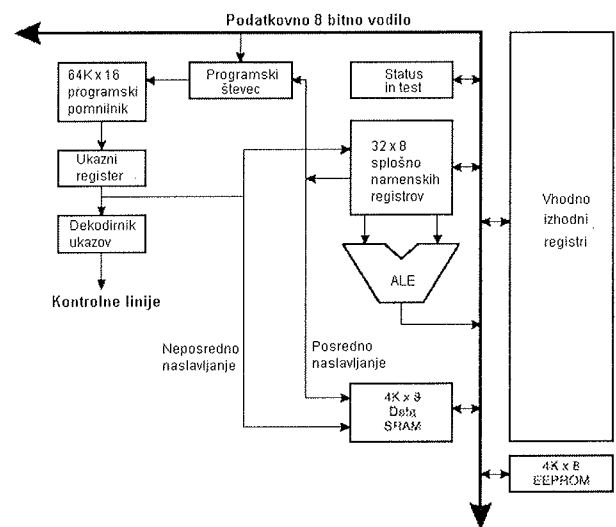 Podatkovno 8 bitno vodilo
64K x 16
programski
pomnilnik
Programski
števec
Status
in test
Ukazni
register
32 x 8
splošno
namenskih
registrov
Vhodno
izhodni
registri
Dekodirnik
ukazov
ALE
Kontrolne linije
Neposredno
naslavljanje
Posredno
naslavljanje
4K x 8
Data
SRAM
4K x 8
EEPROM